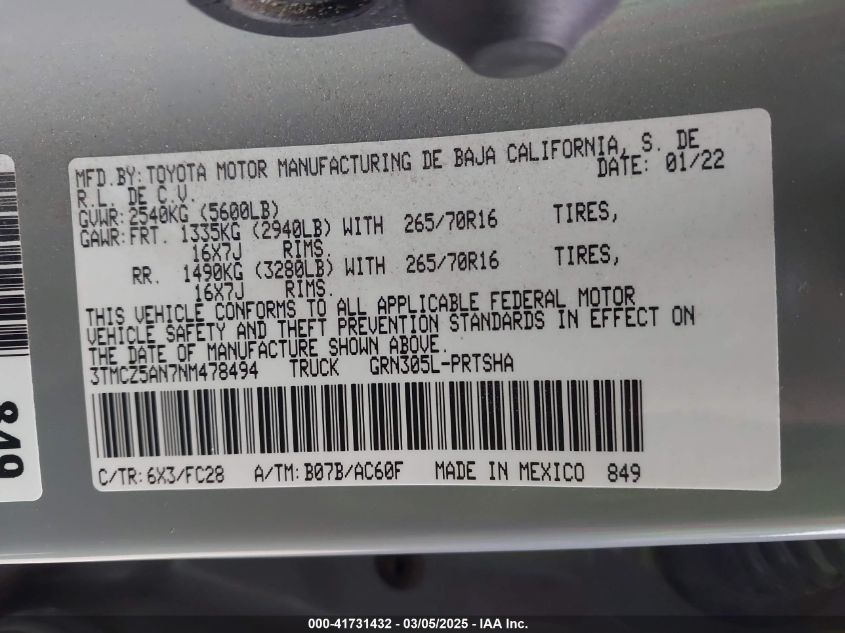 MFD.BY: TOYOTA MOTOR MANUFACTURING DE BAJA CALIFORNIA, S. DE
R.L. DE C.V. DATE: 01/22
GVWR: 2540KG (5600LB)
GAWR: FRT. 1335KG (2940LB) WITH 265/70R16 TIRES,
16X7J RIMS.
RR. 1490KG (3280LB) WITH 265/70R16 TIRES,
16X7J RIMS.
THIS VEHICLE CONFORMS TO ALL APPLICABLE FEDERAL MOTOR
VEHICLE SAFETY AND THEFT PREVENTION STANDARDS IN EFFECT ON
THE DATE OF MANUFACTURE SHOWN ABOVE.
3TMCZ5AN7NM478494 TRUCK GRN305L-PRTSHA
C/TR: 6X3/FC28 A/TM: B07B/AC60F MADE IN MEXICO 849
849
000-41731432 — 03/05/2025 — IAA Inc.